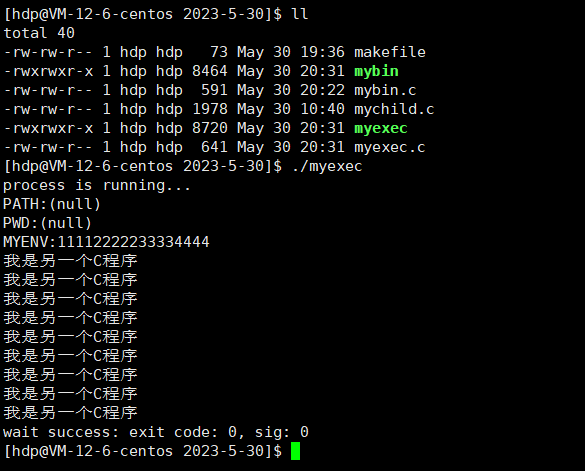 [hdp@VM-12-6-centos 2023-5-30]$ ll
total 40
-rw-rw-r-- 1 hdp hdp   73 May 30 19:36 makefile
-rwxrwxr-x 1 hdp hdp 8464 May 30 20:31 mybin
-rw-rw-r-- 1 hdp hdp  591 May 30 20:22 mybin.c
-rw-rw-r-- 1 hdp hdp 1978 May 30 10:40 mychild.c
-rwxrwxr-x 1 hdp hdp 8720 May 30 20:31 myexec
-rw-rw-r-- 1 hdp hdp  641 May 30 20:31 myexec.c
[hdp@VM-12-6-centos 2023-5-30]$ ./myexec
process is running...
PATH:(null)
PWD:(null)
MYENV:11112222233334444
我是另一个C程序
我是另一个C程序
我是另一个C程序
我是另一个C程序
我是另一个C程序
我是另一个C程序
我是另一个C程序
我是另一个C程序
我是另一个C程序
wait success: exit code: 0, sig: 0
[hdp@VM-12-6-centos 2023-5-30]$